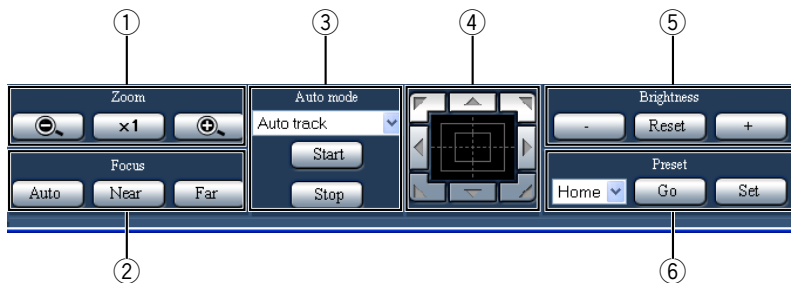 ① ③ ④ ⑤
Zoom
×1
Focus
Auto Near Far
Auto mode
Auto track
Start
Stop
Brightness
- Reset +
Preset
Home Go Set
② ⑥